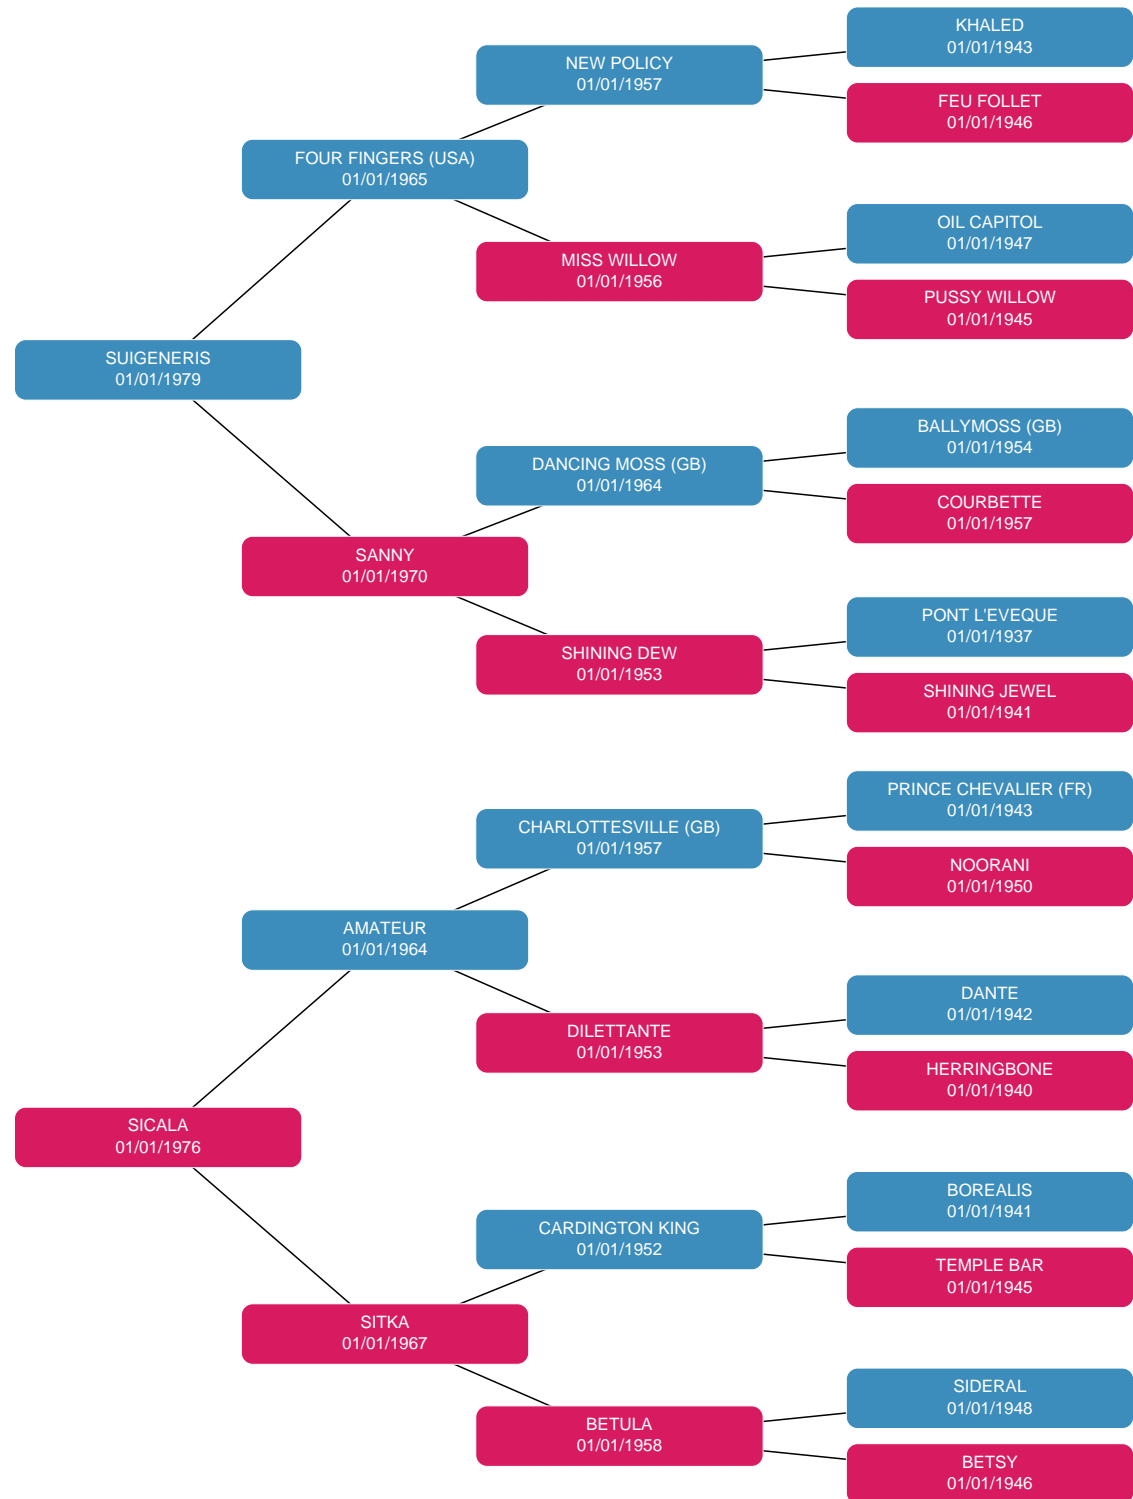 KHALED
01/01/1943
NEW POLICY
01/01/1957
FEU FOLLET
01/01/1946
FOUR FINGERS (USA)
01/01/1965
OIL CAPITOL
01/01/1947
MISS WILLOW
01/01/1956
PUSSY WILLOW
01/01/1945
SUIGENERIS
01/01/1979
BALLYMOSS (GB)
01/01/1954
DANCING MOSS (GB)
01/01/1964
COURBETTE
01/01/1957
SANNY
01/01/1970
PONT L'EVEQUE
01/01/1937
SHINING DEW
01/01/1953
SHINING JEWEL
01/01/1941
PRINCE CHEVALIER (FR)
01/01/1943
CHARLOTTESVILLE (GB)
01/01/1957
NOORANI
01/01/1950
AMATEUR
01/01/1964
DANTE
01/01/1942
DILETTANTE
01/01/1953
HERRINGBONE
01/01/1940
SICALA
01/01/1976
BOREALIS
01/01/1941
CARDINGTON KING
01/01/1952
TEMPLE BAR
01/01/1945
SITKA
01/01/1967
SIDERAL
01/01/1948
BETULA
01/01/1958
BETSY
01/01/1946